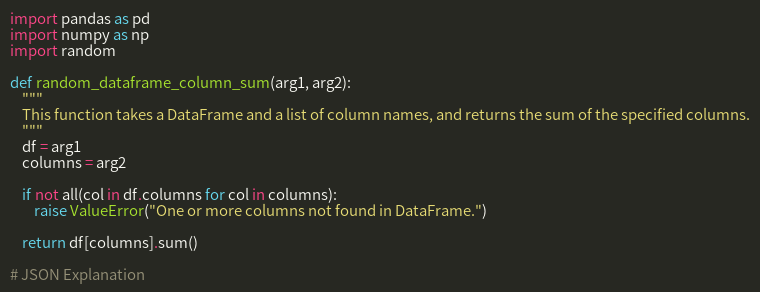 import pandas as pd
import numpy as np
import random
def random_dataframe_column_sum(arg1, arg2):
"""
This function takes a DataFrame and a list of column names, and returns the sum of the specified columns.
"""
df = arg1
columns = arg2
if not all(col in df.columns for col in columns):
raise ValueError("One or more columns not found in DataFrame.")
return df[columns].sum()
# JSON Explanation